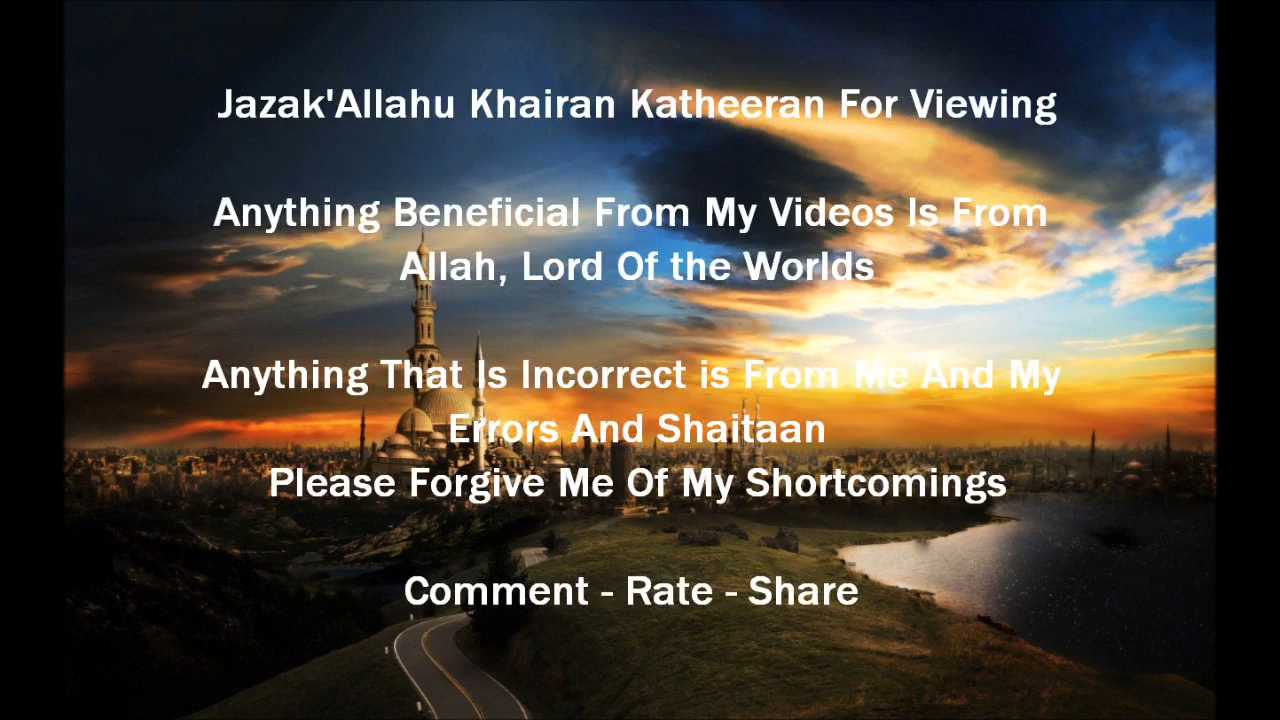 Jazak'Allahu Khairan Katheeran For Viewing
Anything Beneficial From My Videos Is From
Allah, Lord Of the Worlds
Anything That Is Incorrect is From Me And My
Errors And Shaitaan
Please Forgive Me Of My Shortcomings
Comment - Rate - Share